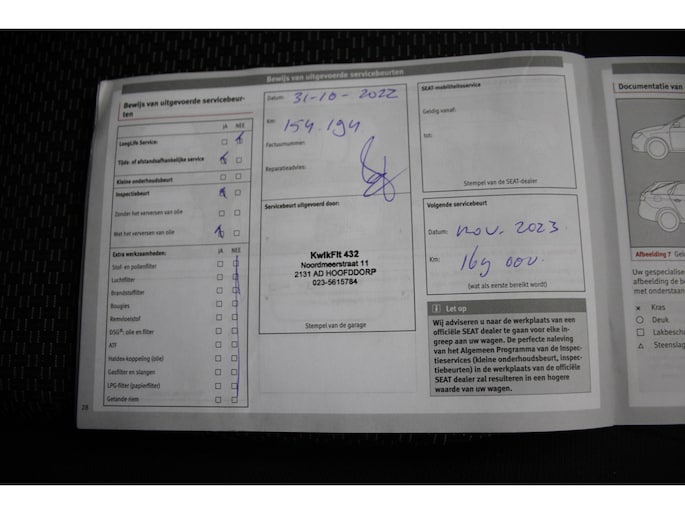 Bewijs van uitgevoerde servicebeurten
Bewijs van uitgevoerde servicebeur-
ten
JA NEE
LongLife Service:
Tijds- of afstandsafhankelijke service
Kleine onderhoudsbeurt
Inspectiebeurt
Zonder het verversen van olie
Met het verversen van olie
Extra werkzaamheden: JA NEE
Stof- en pollenfilter
Luchtfilter
Brandstoffilter
Bougies
Remvloeistof
DSG®: olie en filter
ATF
Haldex-koppeling (olie)
Gasfilter en slangen
LPG-filter (papierfilter)
Getande riem
28
Datum: 31-10-2022
Km: 154.194
Factuurnummer:
Reparatieadvies:
Servicebeurt uitgevoerd door:
KwikFit 432
Noordmeerstraat 11
2131 AD HOOFDDORP
023-5615784
Stempel van de garage
SEAT-mobiliteitsservice
Geldig vanaf:
tot:
Stempel van de SEAT-dealer
Volgende servicebeurt
Datum: nov. 2023.
Km: 169 000.
(wat als eerste bereikt wordt)
i Let op
Wij adviseren u naar de werkplaats van een
officiële SEAT dealer te gaan voor elke in-
greep aan uw wagen. De perfecte naleving
van het Algemeen Programma van de Inspec-
tieservices (kleine onderhoudsbeurt, inspec-
tiebeurten) in de werkplaats van de officiële
SEAT dealer zal resulteren in een hogere
waarde van uw wagen.
Documentatie van
Afbeelding 7
Uw gespecialise
afbeelding de b
met onderstaan
× Kras
○ Deuk
□ Lakbescha
△ Steenslag